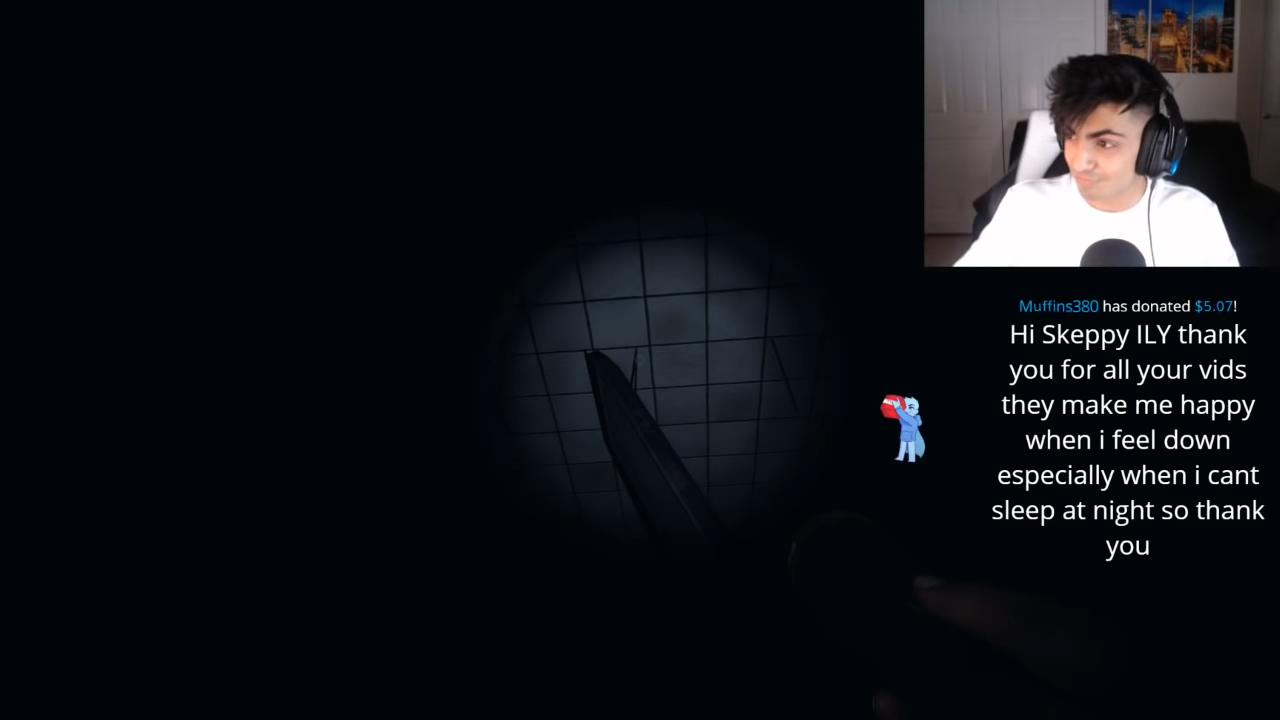 Muffins380 has donated $5.07!
Hi Skeppy ILY thank
you for all your vids
they make me happy
when i feel down
especially when i cant
sleep at night so thank
you